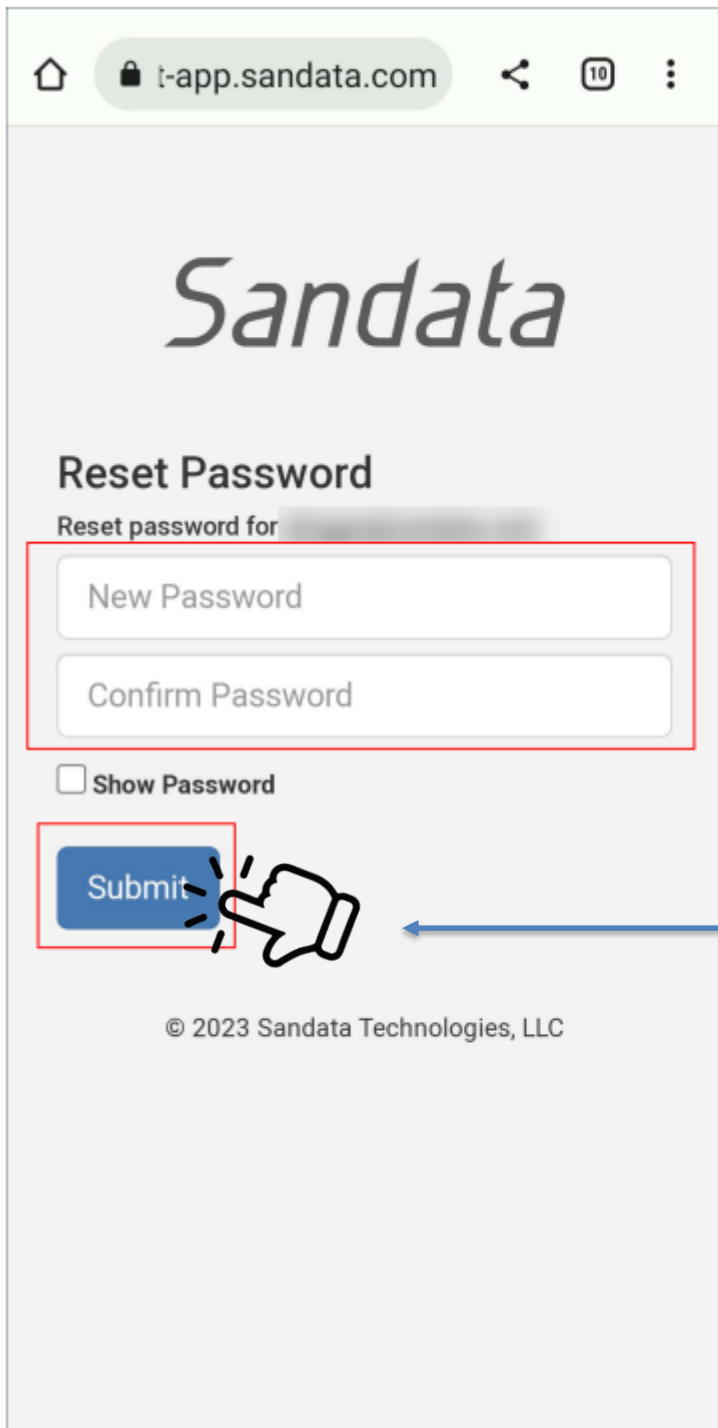 t-app.sandata.com 10
Sandata
Reset Password
Reset password for
New Password
Confirm Password
Show Password
Submit
© 2023 Sandata Technologies, LLC